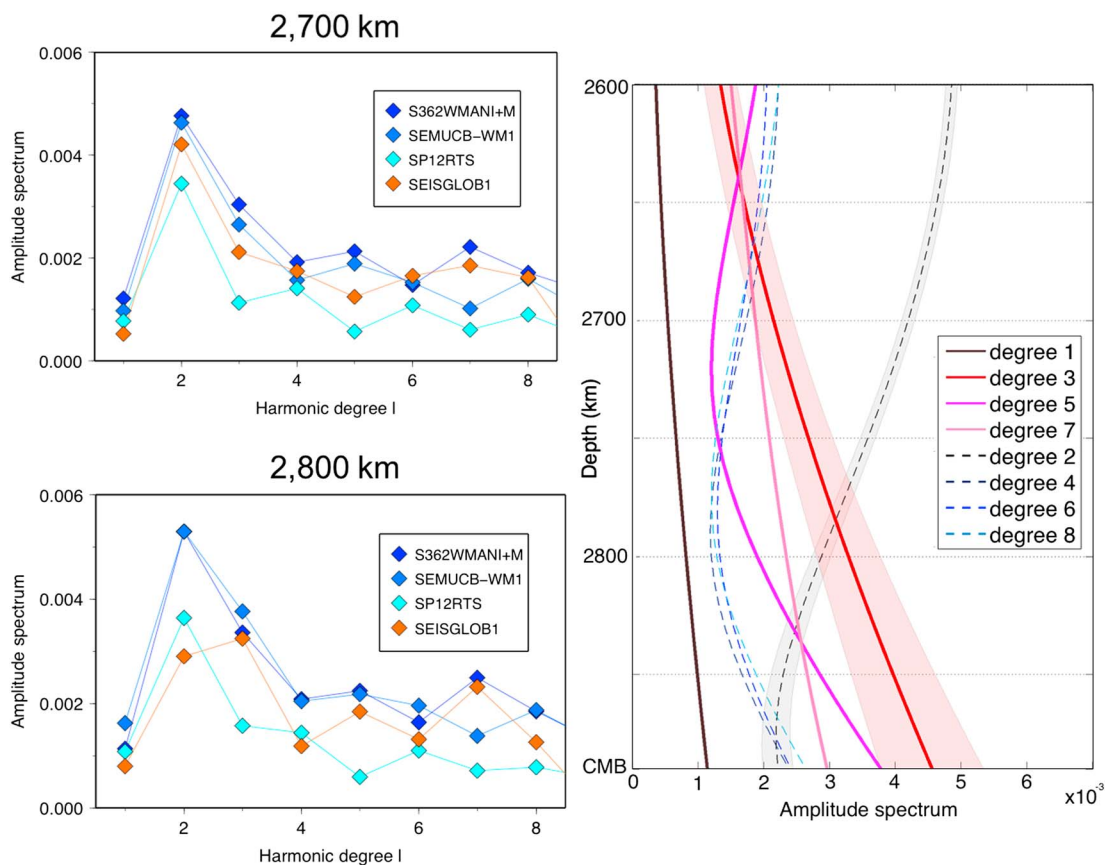 2,700 km
0.006
0.004
0.002
0.000
Amplitude spectrum
S362WMANI+M
SEMUCB−WM1
SP12RTS
SEISGLOB1
2 4 6 8
Harmonic degree l
2,800 km
0.006
0.004
0.002
0.000
Amplitude spectrum
S362WMANI+M
SEMUCB−WM1
SP12RTS
SEISGLOB1
2 4 6 8
Harmonic degree l
2600
2700
2800
CMB
Depth (km)
degree 1
degree 3
degree 5
degree 7
degree 2
degree 4
degree 6
degree 8
0 1 2 3 4 5 6 7
x10⁻³
Amplitude spectrum